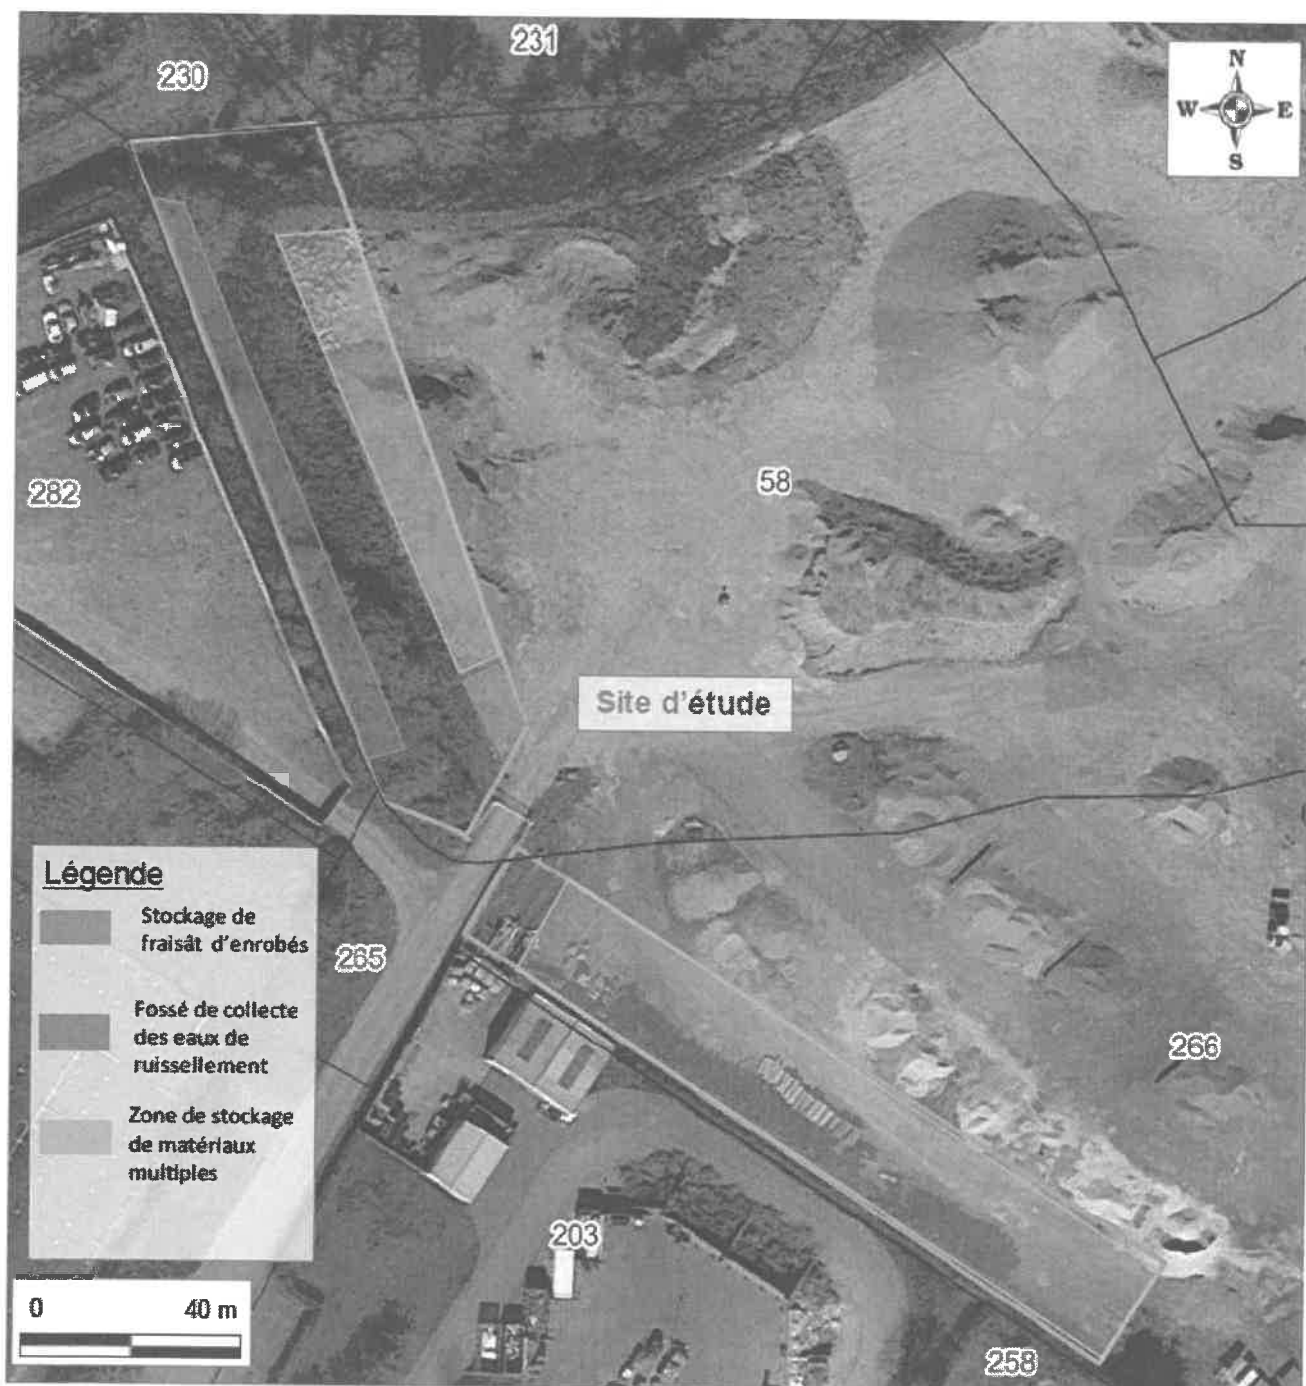 231
230
N
W E
S
58
282
Site d'étude
Légende
Stockage de
fraisât d'enrobés
265
Fossé de collecte
des eaux de
ruissellement
266
Zone de stockage
de matériaux
multiples
203
0 40 m
258